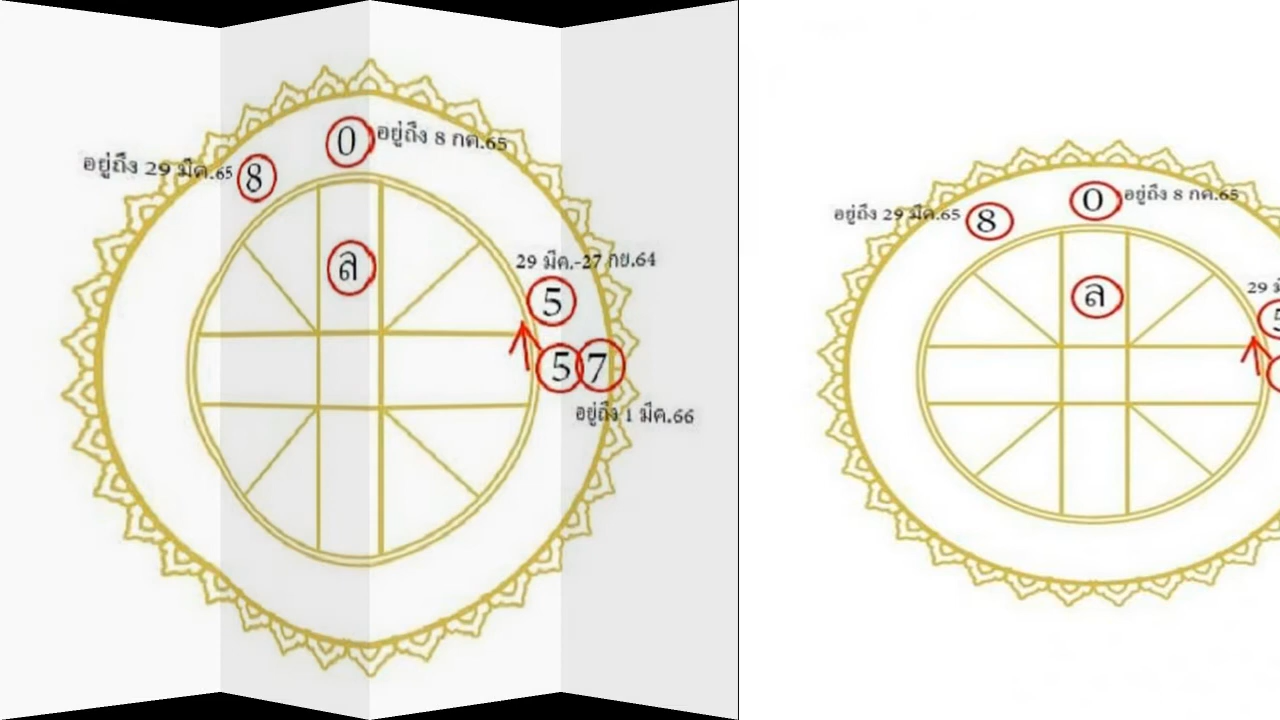 0 อยู่ถึง 8 กค.65
อยู่ถึง 29 มีค.65 8
ล
29 มีค.-27 กย.64
5
5 7
อยู่ถึง 1 มีค.66
0 อยู่ถึง 8 กค.65
อยู่ถึง 29 มีค.65 8
ล
29